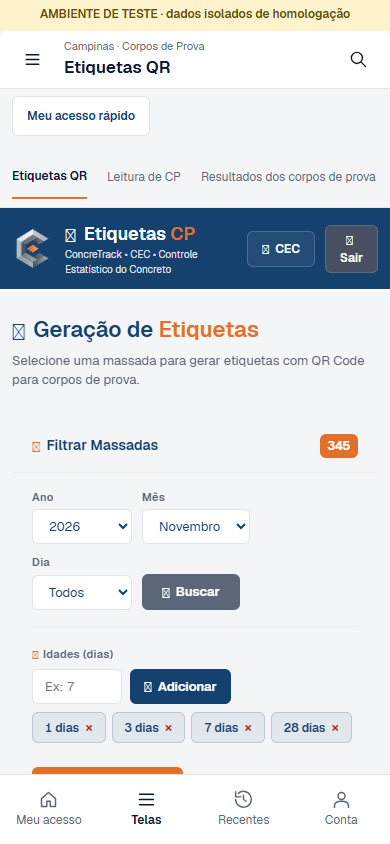 AMBIENTE DE TESTE · dados isolados de homologação
Campinas · Corpos de Prova
Etiquetas QR
Meu acesso rápido
Etiquetas QR
Leitura de CP
Resultados dos corpos de prova
Etiquetas CP
ConcreTrack • CEC • Controle
Estatístico do Concreto
CEC
Sair
Geração de Etiquetas
Selecione uma massada para gerar etiquetas com QR Code
para corpos de prova.
Filtrar Massadas
345
Ano
Mês
2026
Novembro
Dia
Todos
Buscar
Idades (dias)
Ex: 7
Adicionar
1 dias ×
3 dias ×
7 dias ×
28 dias ×
Meu acesso
Telas
Recentes
Conta